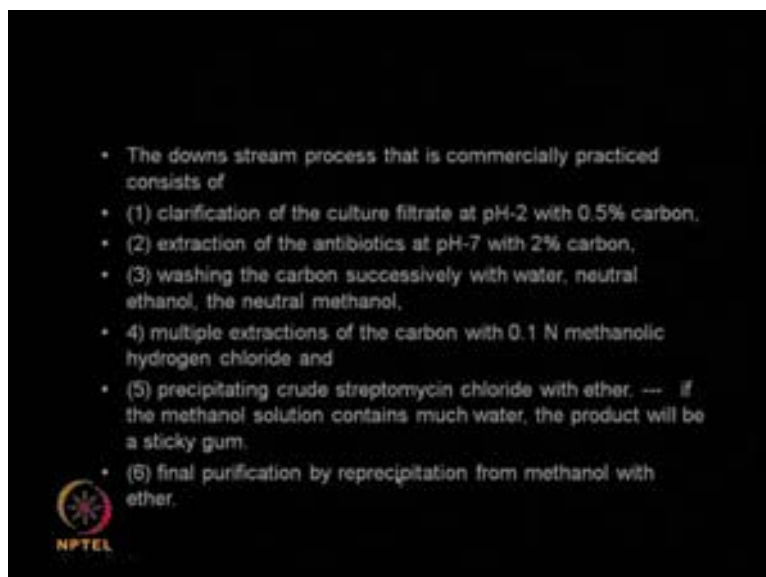 • The downs stream process that is commercially practiced
consists of
• (1) clarification of the culture filtrate at pH-2 with 0.5% carbon,
• (2) extraction of the antibiotics at pH-7 with 2% carbon,
• (3) washing the carbon successively with water, neutral
ethanol, the neutral methanol,
• 4) multiple extractions of the carbon with 0.1 N methanolic
hydrogen chloride and
• (5) precipitating crude streptomycin chloride with ether. --- if
the methanol solution contains much water, the product will be
a sticky gum.
• (6) final purification by reprecipitation from methanol with
ether.
NPTEL